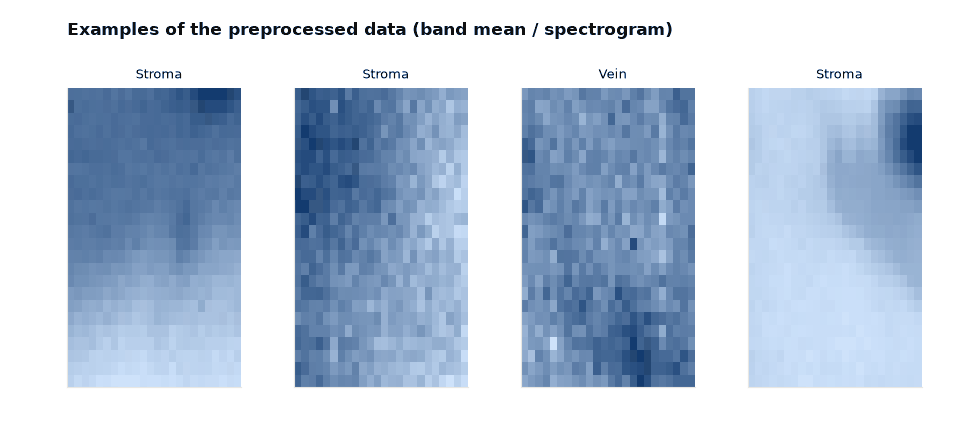 Examples of the preprocessed data (band mean / spectrogram)
Stroma
Stroma
Vein
Stroma